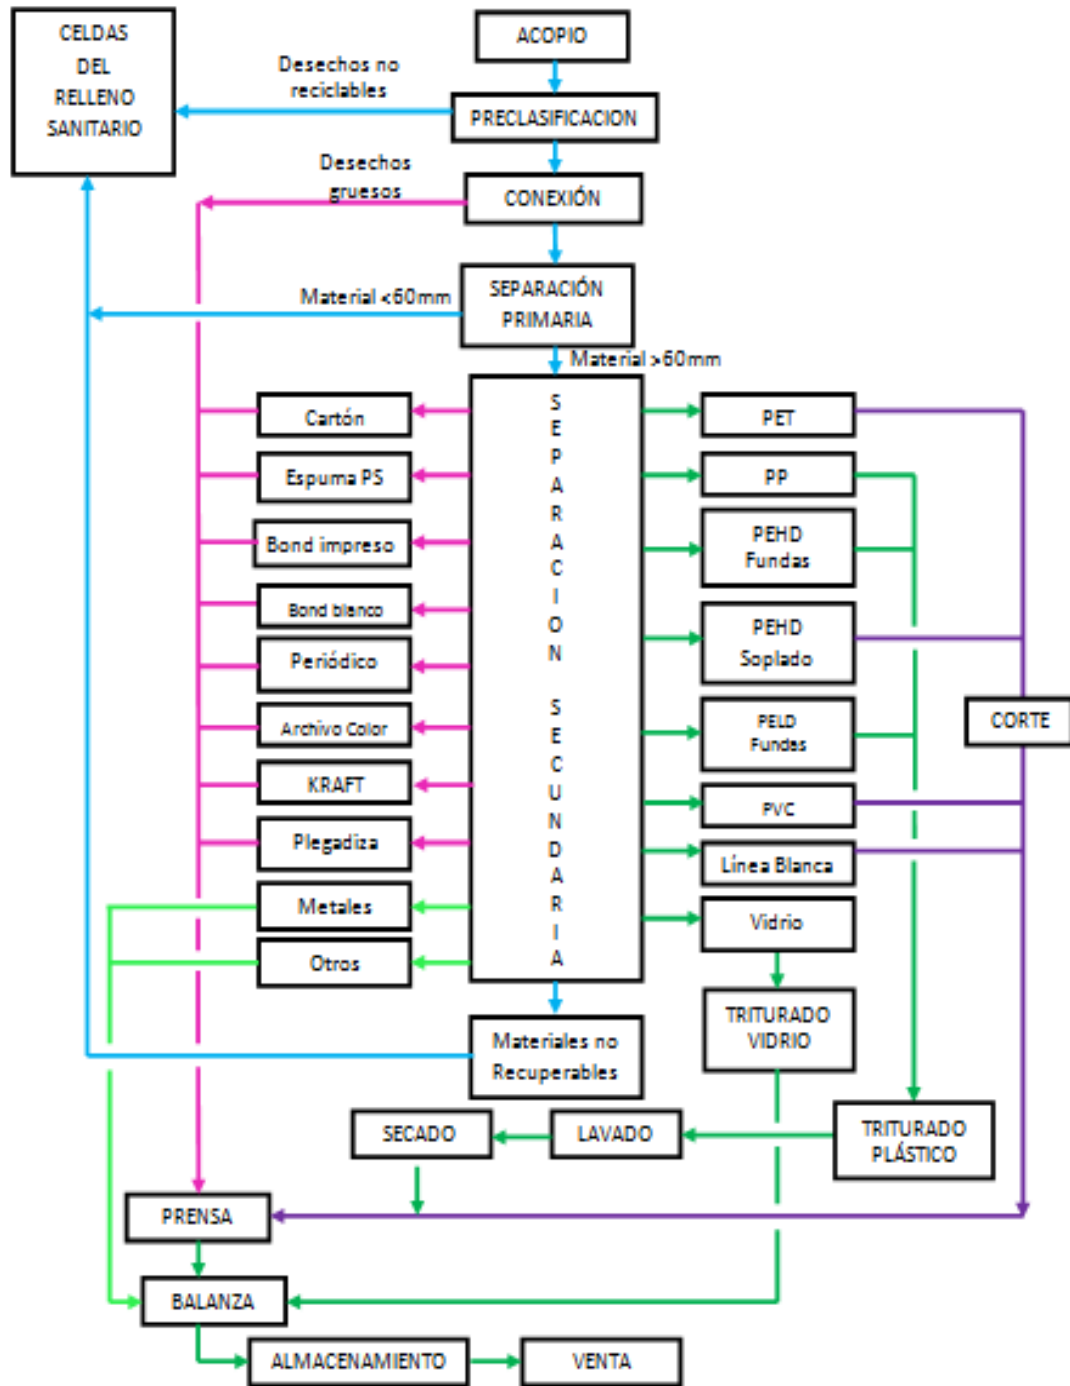 CELDAS
DEL
RELLENO
SANITARIO
ACOPIO
Desechos no
reciclables
PRECLASIFICACION
Desechos
gruesos
CONEXIÓN
SEPARACIÓN
PRIMARIA
Material <60mm
Material >60mm
SEPARACION SECUNDARIA
Cartón
Espuma PS
Bond impreso
Bond blanco
Periódico
Archivo Color
KRAFT
Plegadiza
Metales
Otros
PET
PP
PEHD
Fundas
PEHD
Soplado
PELD
Fundas
PVC
Línea Blanca
Vidrio
CORTE
TRITURADO
VIDRIO
Materiales no
Recuperables
TRITURADO
PLÁSTICO
LAVADO
SECADO
PRENSA
BALANZA
ALMACENAMIENTO
VENTA